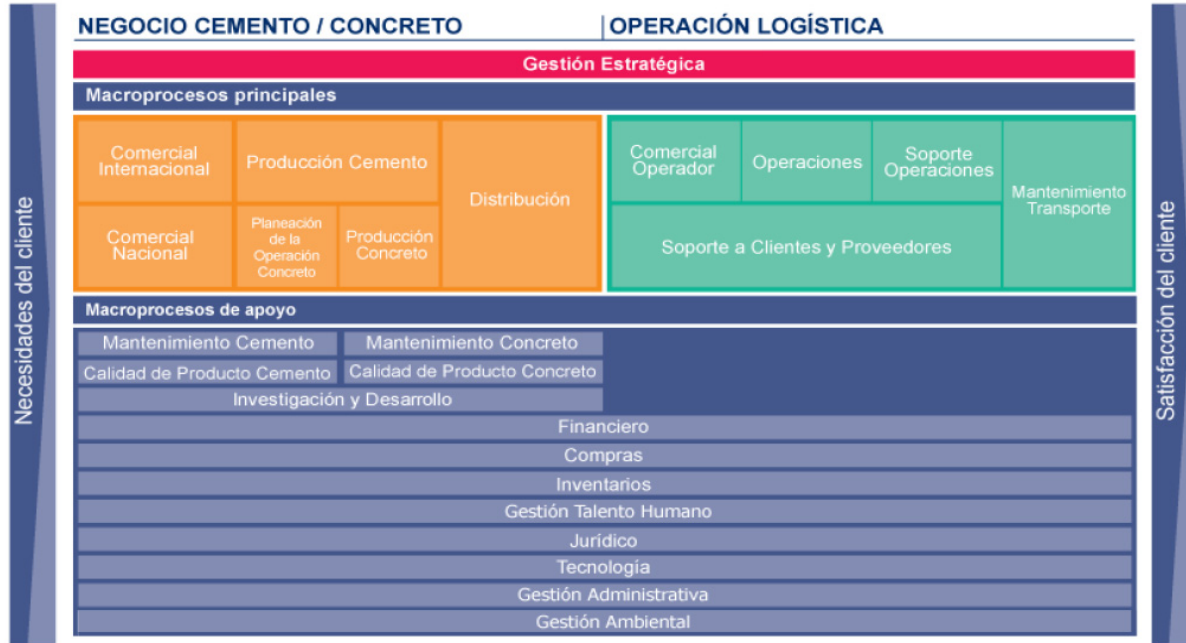 NEGOCIO CEMENTO / CONCRETO
OPERACIÓN LOGÍSTICA
Gestión Estratégica
Macroprocesos principales
Comercial
Internacional
Producción Cemento
Distribución
Comercial
Nacional
Planeación
de la
Operación
Concreto
Producción
Concreto
Comercial
Operador
Operaciones
Soporte
Operaciones
Mantenimiento
Transporte
Soporte a Clientes y Proveedores
Macroprocesos de apoyo
Mantenimiento Cemento
Mantenimiento Concreto
Calidad de Producto Cemento
Calidad de Producto Concreto
Investigación y Desarrollo
Financiero
Compras
Inventarios
Gestión Talento Humano
Jurídico
Tecnología
Gestión Administrativa
Gestión Ambiental
Necesidades del cliente
Satisfacción del cliente